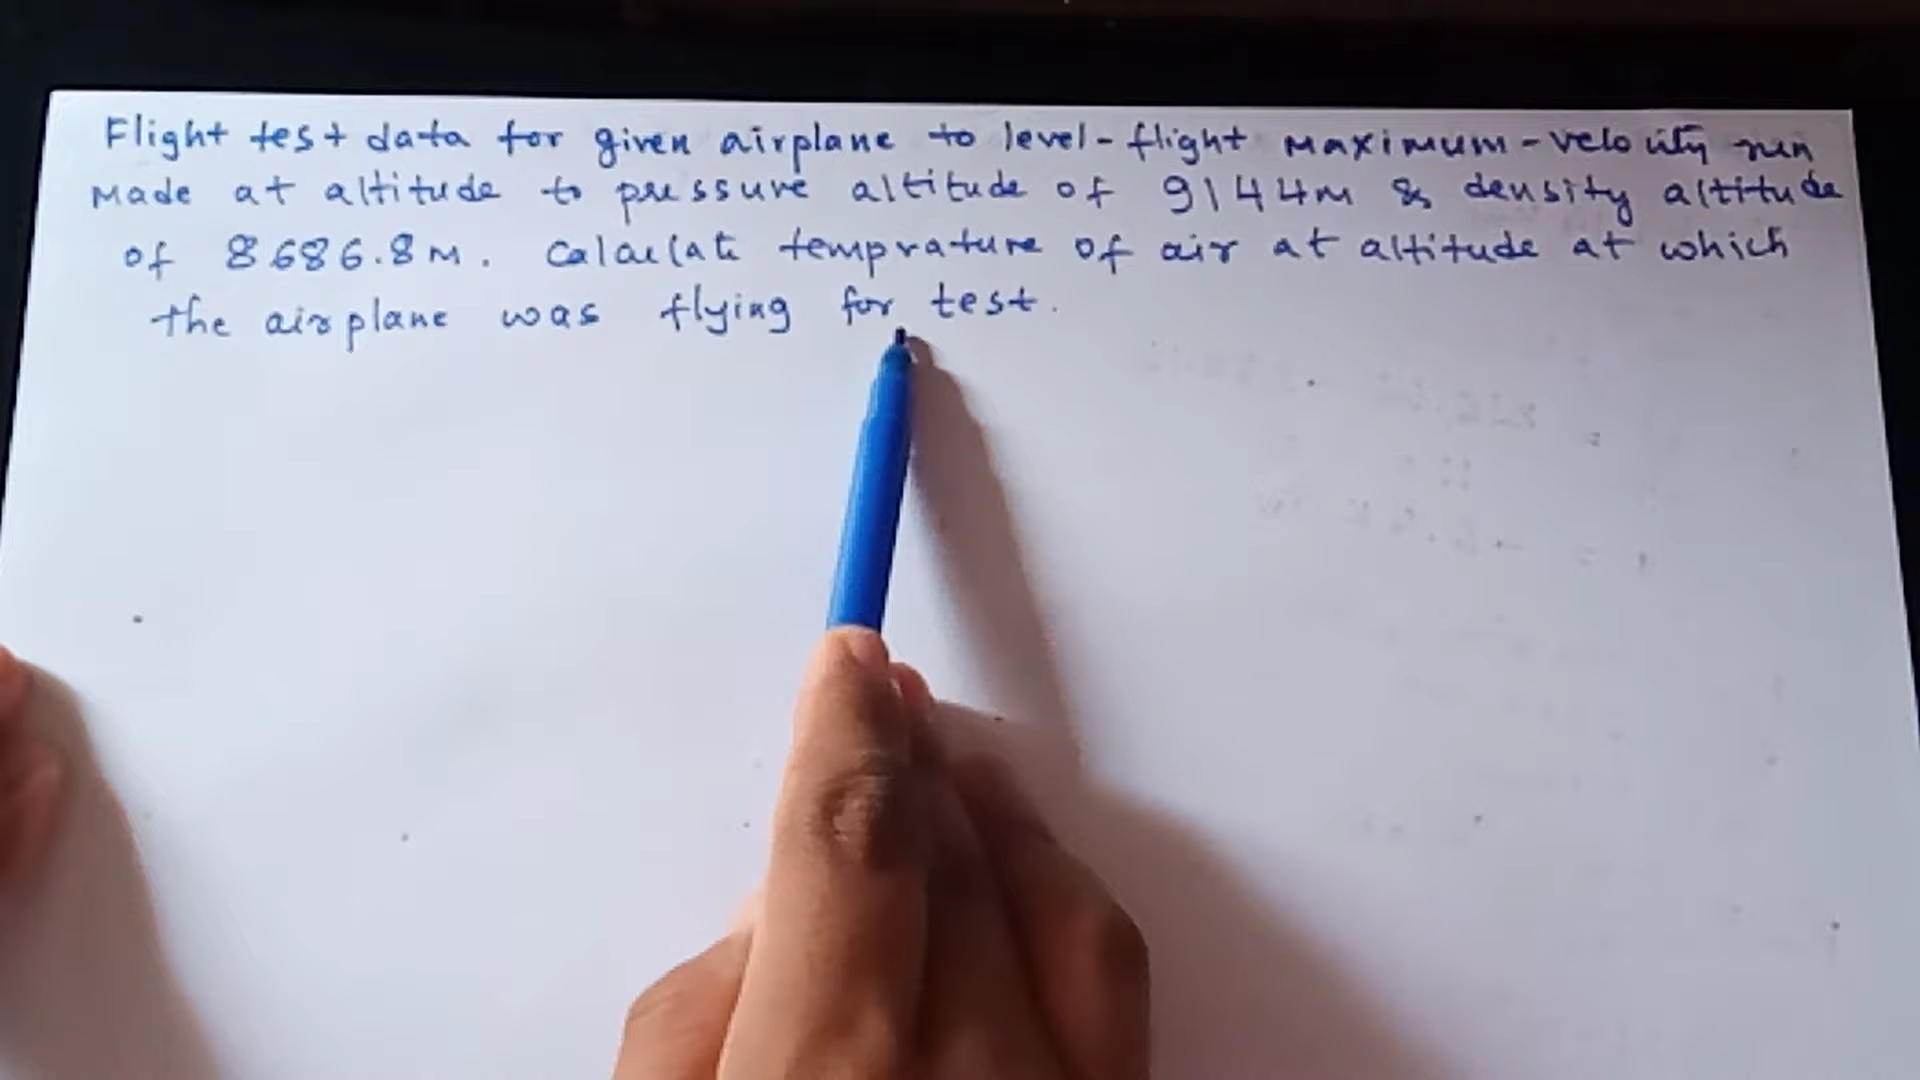 Flight test data for given airplane to level-flight maximum-velocity run
made at altitude to pressure altitude of 9144m & density altitude
of 8686.8m. Calculate temprature of air at altitude at which
the airplane was flying for test.